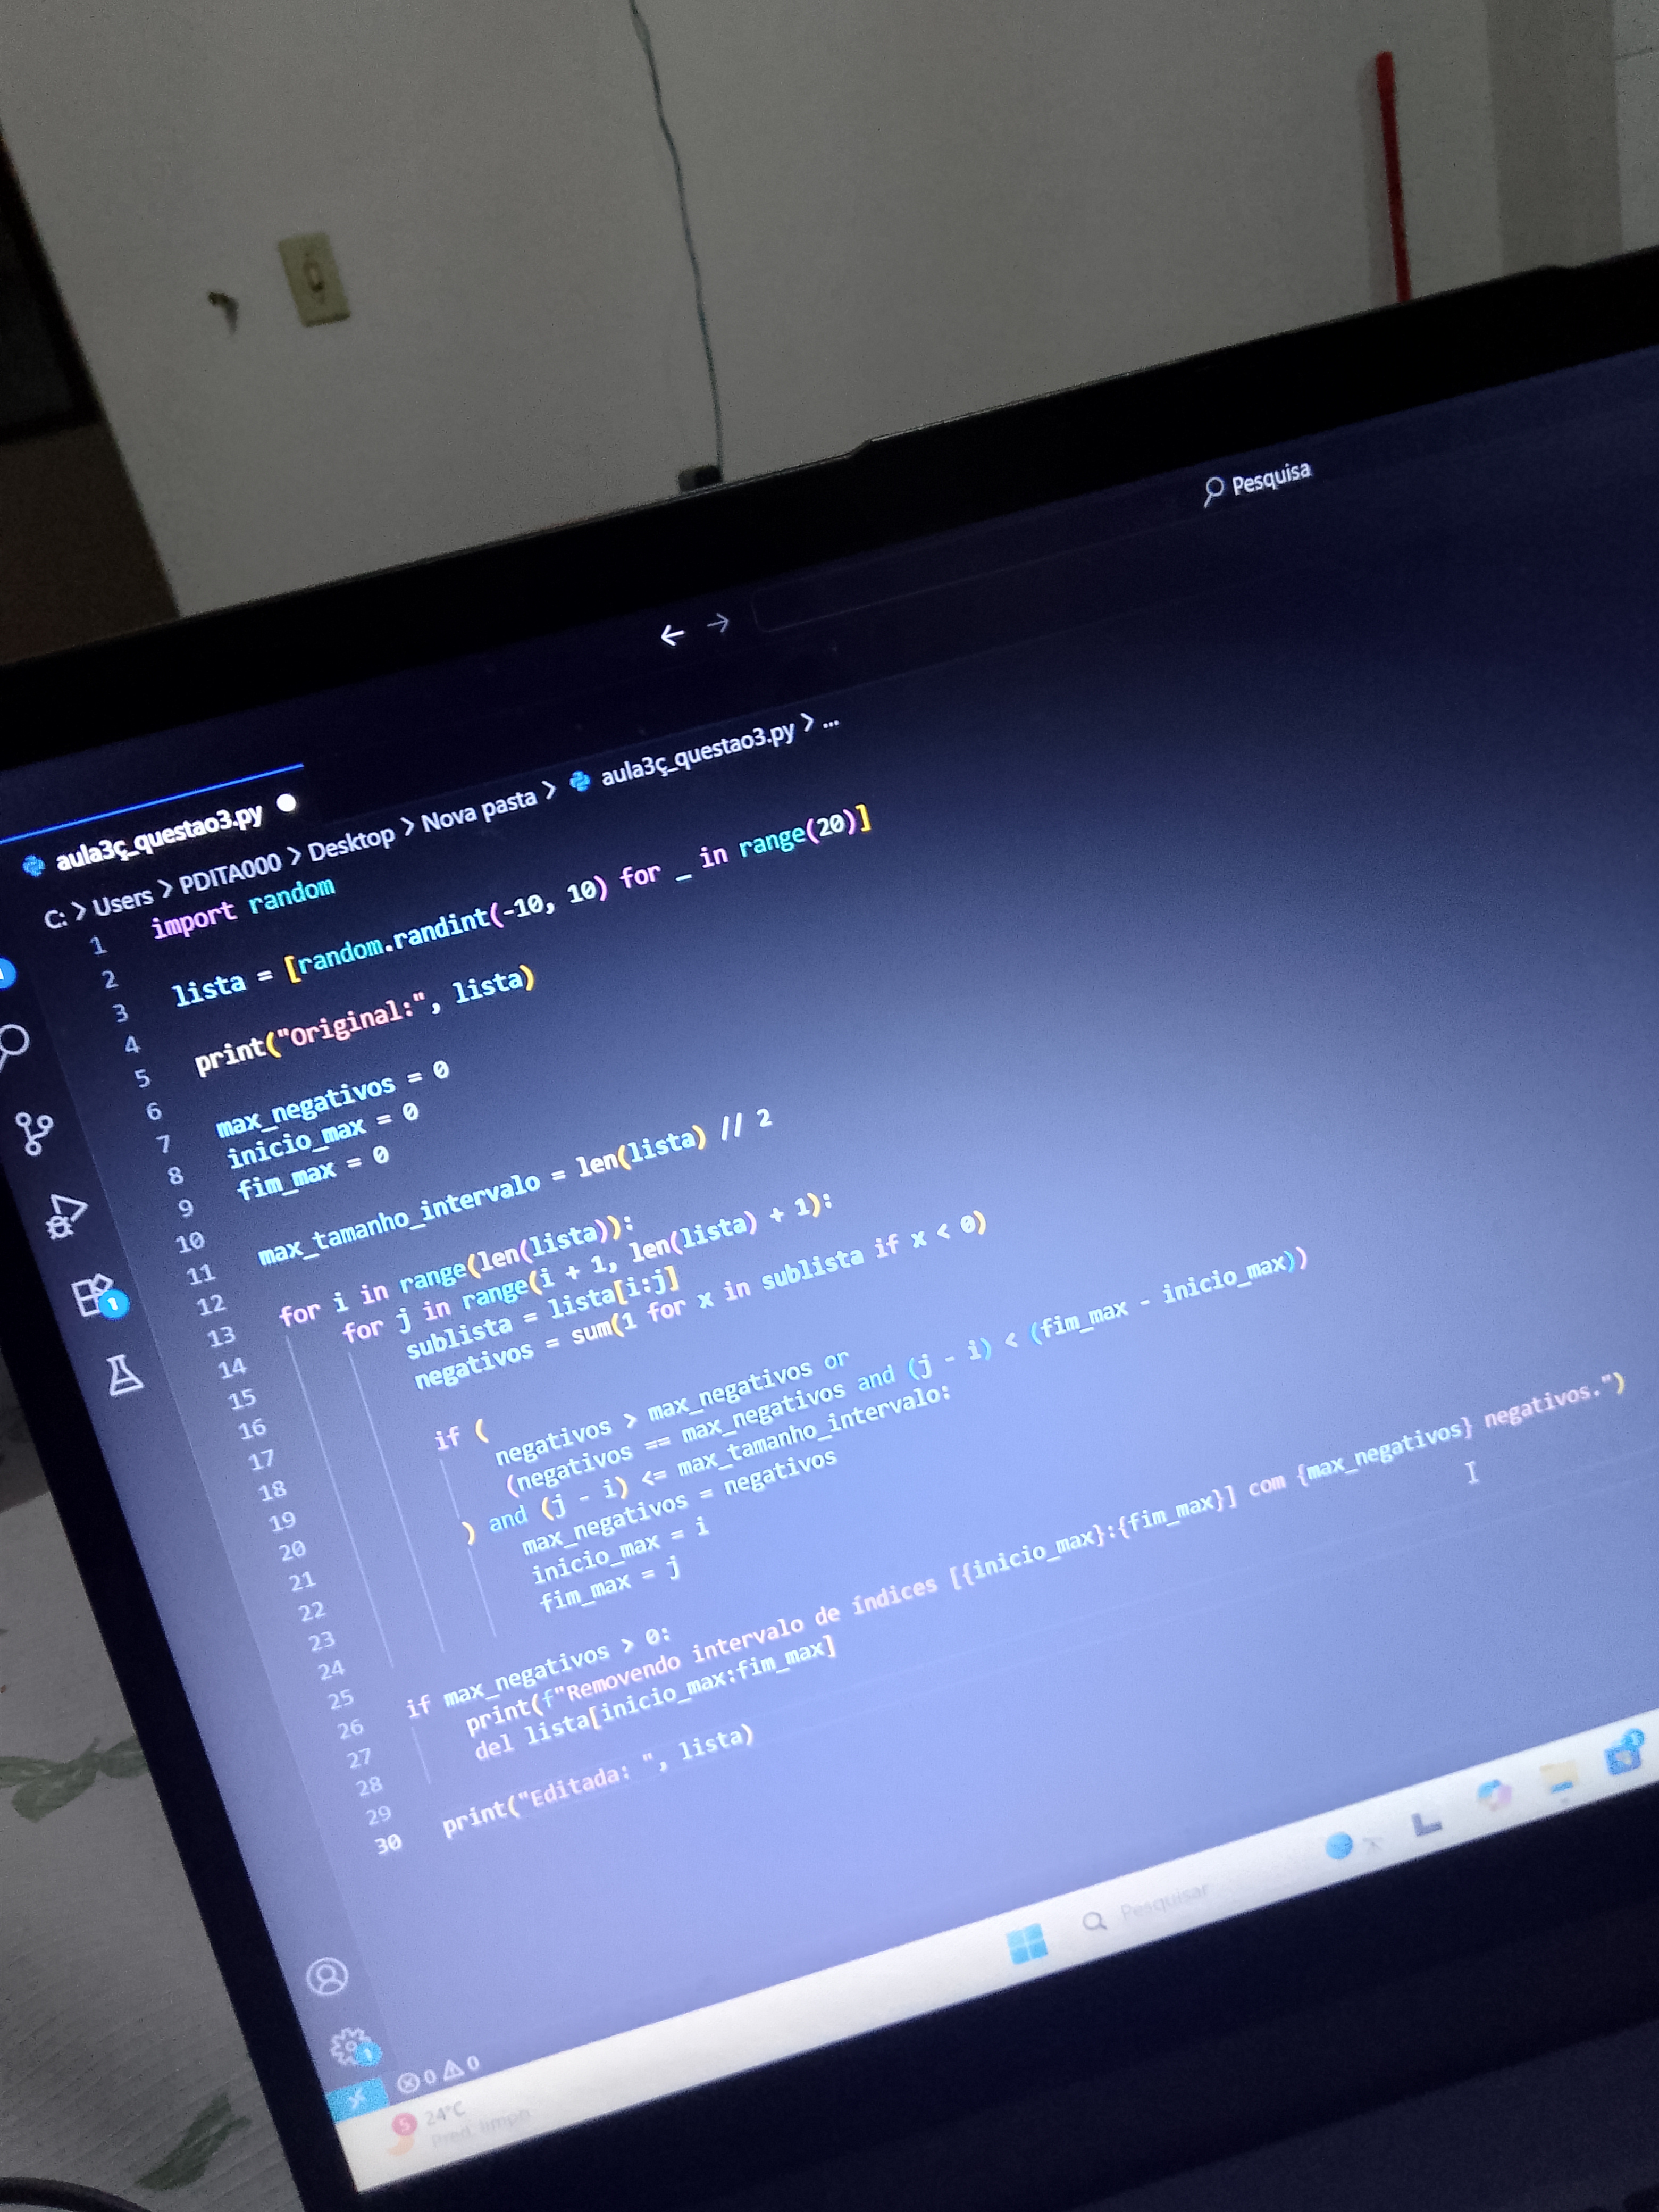 Pesquisa
aula3ç_questao3.py
C: > Users > PDITA000 > Desktop > Nova pasta > aula3ç_questao3.py > ...
1 import random
2
3 lista = [random.randint(-10, 10) for _ in range(20)]
4
5 print("Original:", lista)
6
7 max_negativos = 0
8 inicio_max = 0
9 fim_max = 0
10
11 max_tamanho_intervalo = len(lista) // 2
12
13 for i in range(len(lista)):
14 for j in range(i + 1, len(lista) + 1):
15 sublista = lista[i:j]
16 negativos = sum(1 for x in sublista if x < 0)
17
18 if (
19 negativos > max_negativos or
20 (negativos == max_negativos and (j - i) < (fim_max - inicio_max))
21 ) and (j - i) <= max_tamanho_intervalo:
22 max_negativos = negativos
23 inicio_max = i
24 fim_max = j
25
26 if max_negativos > 0:
27 print(f"Removendo intervalo de índices [{inicio_max}:{fim_max}] com {max_negativos} negativos.")
28 del lista[inicio_max:fim_max]
29
30 print("Editada: ", lista)
1
1
0 0
5
24°C
Pred. limpo
Pesquisar